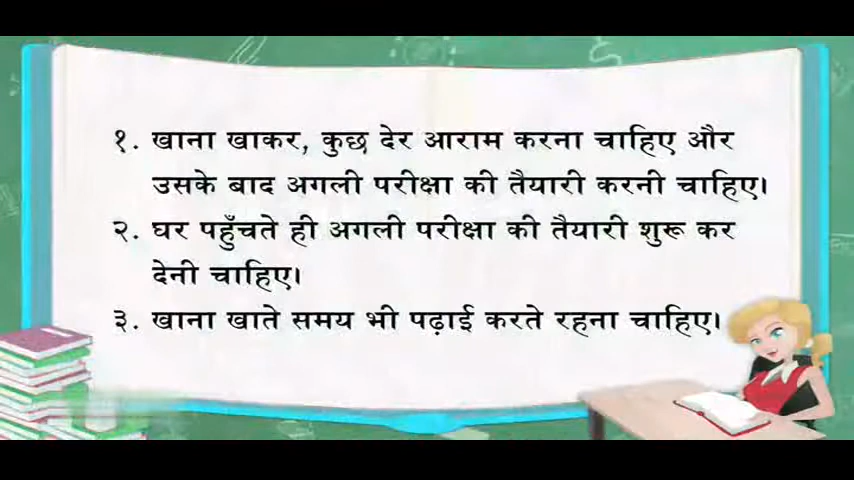 १. खाना खाकर, कुछ देर आराम करना चाहिए और
उसके बाद अगली परीक्षा की तैयारी करनी चाहिए।
२. घर पहुँचते ही अगली परीक्षा की तैयारी शुरू कर
देनी चाहिए।
३. खाना खाते समय भी पढ़ाई करते रहना चाहिए।